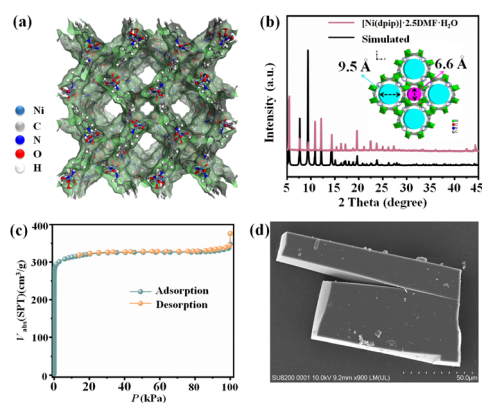 (a)
Ni
C
N
O
H
(b)
[Ni(dpip)]·2.5DMF·H₂O
Simulated
9.5 Å
6.6 Å
Intensity (a.u.)
5 10 15 20 25 30 35 40 45
2 Theta (degree)
(c)
400
300
200
100
0
V_abs(SPT)(cm³/g)
Adsorption
Desorption
0 20 40 60 80 100
P (kPa)
(d)
SU8200 0001 10.0kV 9.2mm x900 LM(UL)
50.0μm